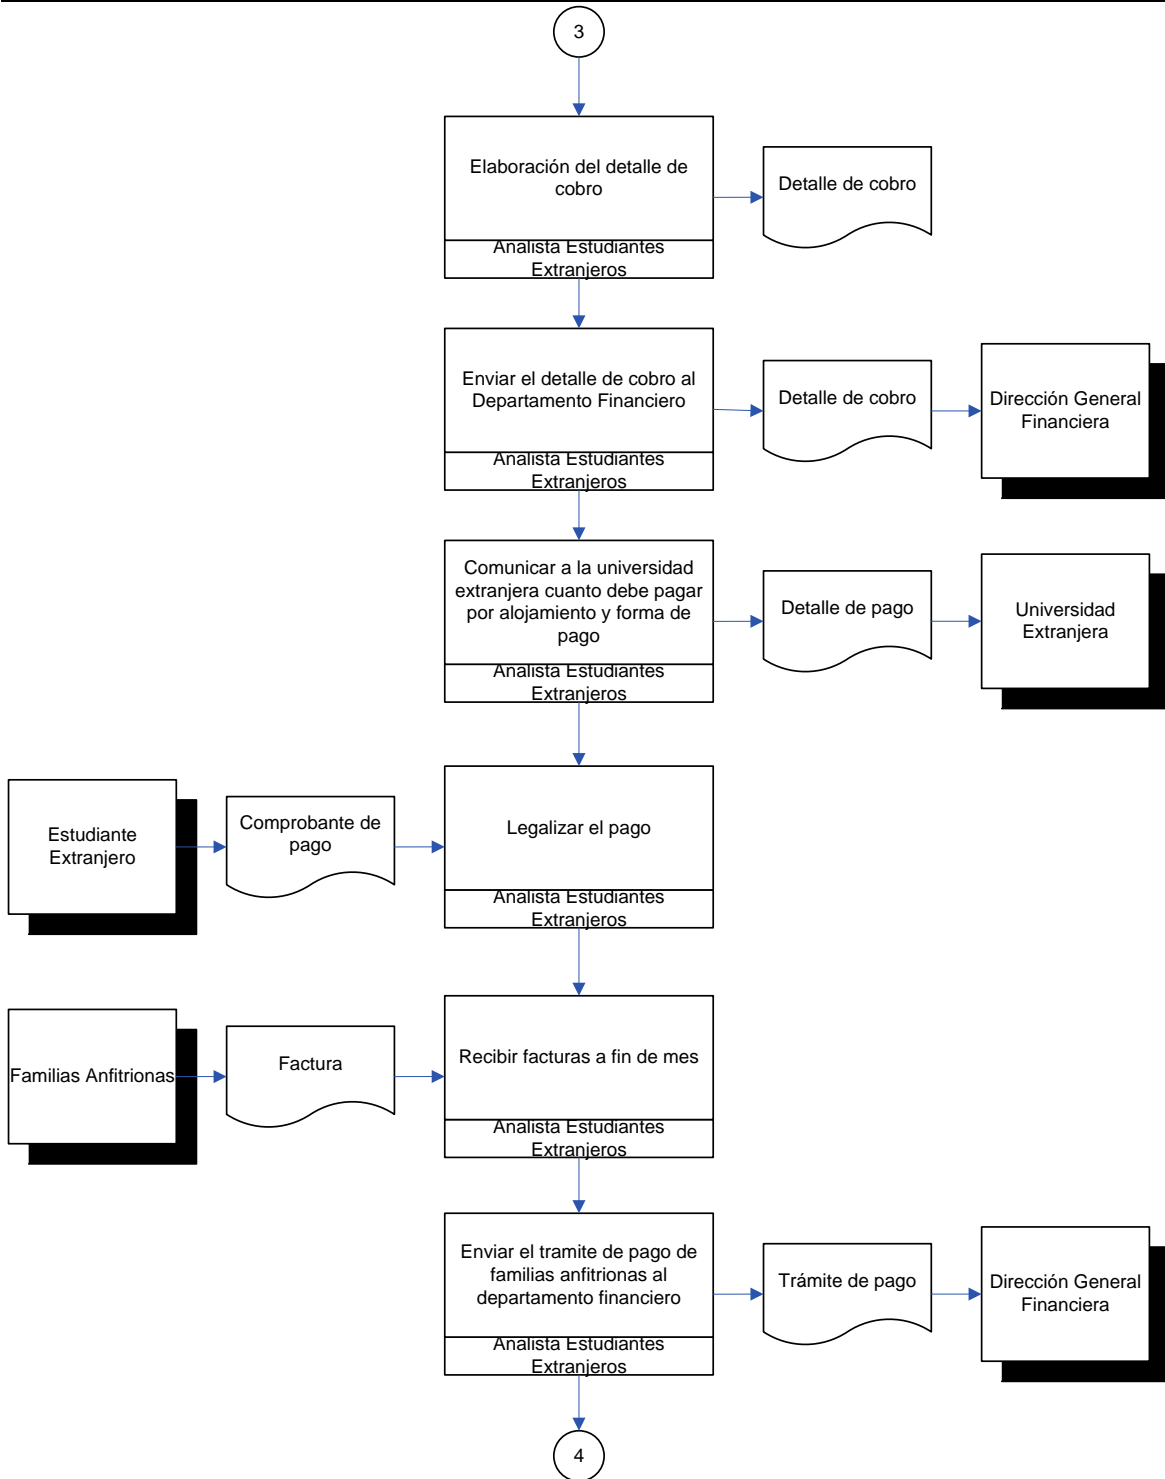 3
Elaboración del detalle de
cobro
Analista Estudiantes
Extranjeros
Detalle de cobro
Enviar el detalle de cobro al
Departamento Financiero
Analista Estudiantes
Extranjeros
Detalle de cobro
Dirección General
Financiera
Comunicar a la universidad
extranjera cuanto debe pagar
por alojamiento y forma de
pago
Analista Estudiantes
Extranjeros
Detalle de pago
Universidad
Extranjera
Estudiante
Extranjero
Comprobante de
pago
Legalizar el pago
Analista Estudiantes
Extranjeros
Familias Anfitrionas
Factura
Recibir facturas a fin de mes
Analista Estudiantes
Extranjeros
Enviar el tramite de pago de
familias anfitrionas al
departamento financiero
Analista Estudiantes
Extranjeros
Trámite de pago
Dirección General
Financiera
4